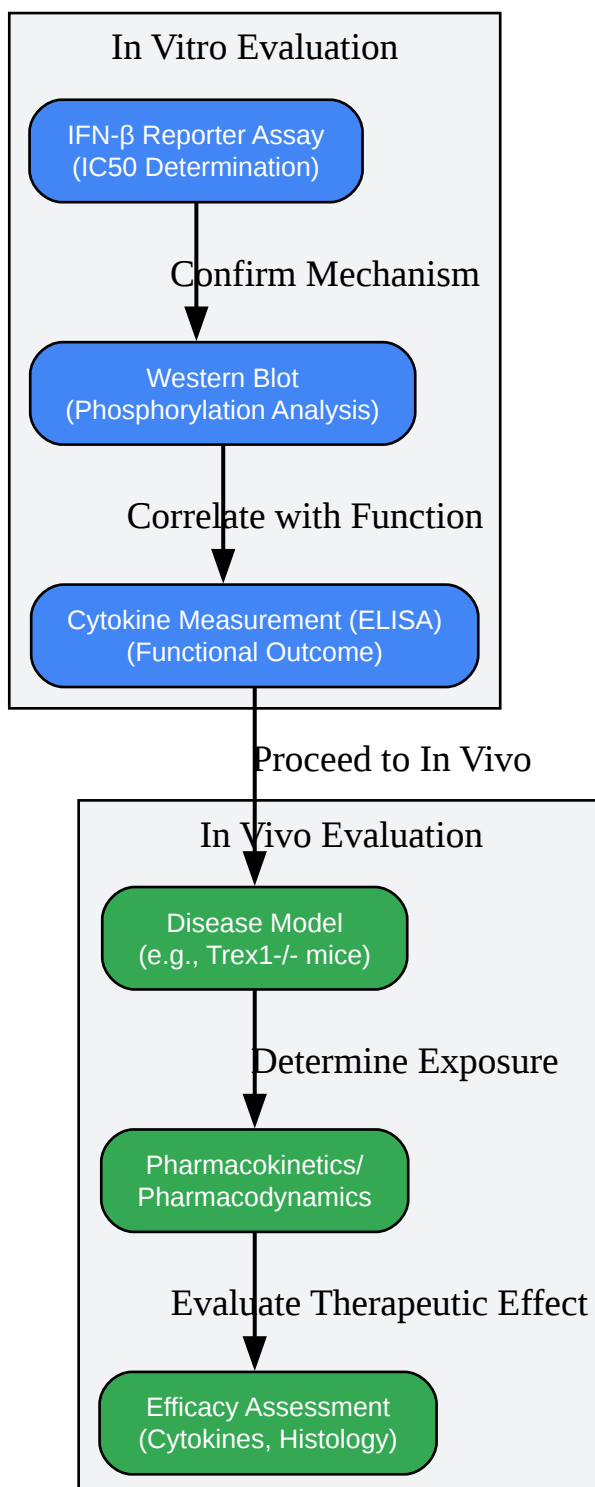 In Vitro Evaluation
IFN-β Reporter Assay
(IC50 Determination)
Confirm Mechanism
Western Blot
(Phosphorylation Analysis)
Correlate with Function
Cytokine Measurement (ELISA)
(Functional Outcome)
Proceed to In Vivo
In Vivo Evaluation
Disease Model
(e.g., Trex1-/- mice)
Determine Exposure
Pharmacokinetics/
Pharmacodynamics
Evaluate Therapeutic Effect
Efficacy Assessment
(Cytokines, Histology)